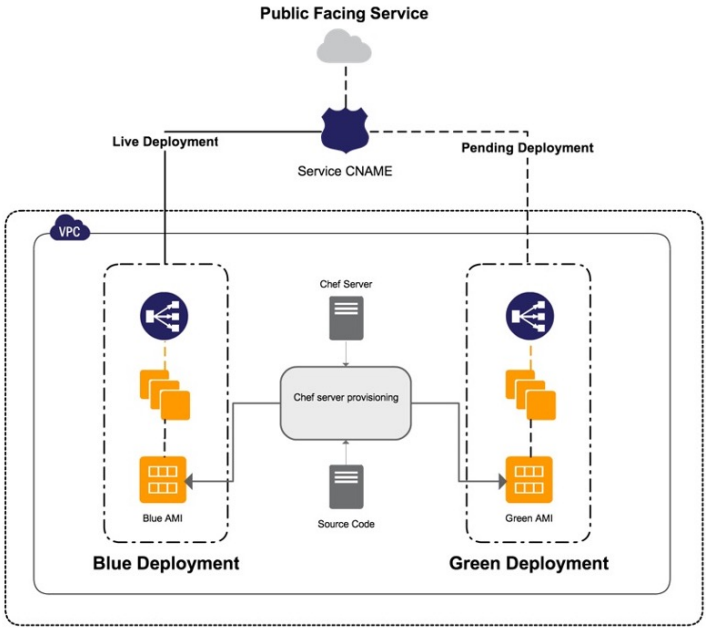 Public Facing Service
Live Deployment
Pending Deployment
Service CNAME
VPC
Chef Server
Chef server provisioning
Blue AMI
Source Code
Green AMI
Blue Deployment
Green Deployment